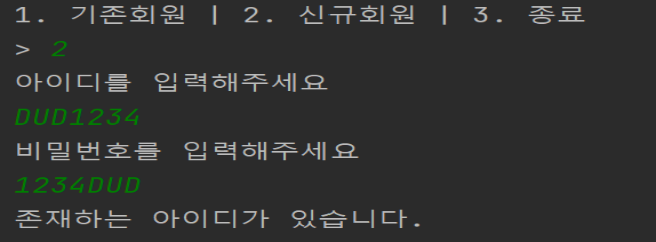 1. 기존회원 | 2. 신규회원 | 3. 종료
> 2
아이디를 입력해주세요
DUD1234
비밀번호를 입력해주세요
1234DUD
존재하는 아이디가 있습니다.